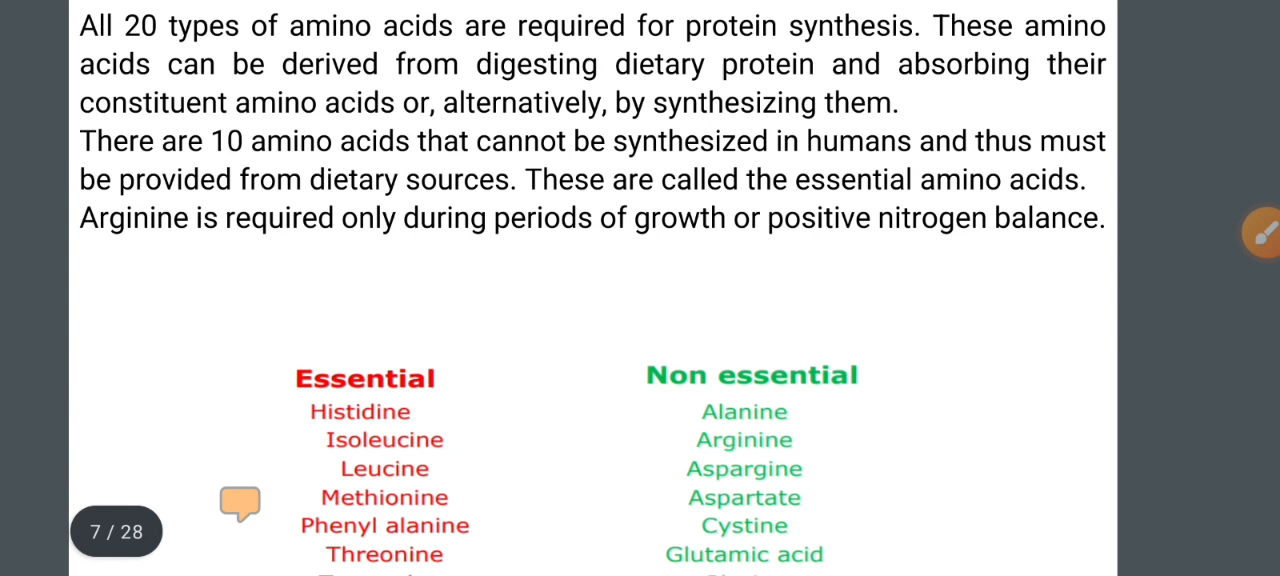 All 20 types of amino acids are required for protein synthesis. These amino
acids can be derived from digesting dietary protein and absorbing their
constituent amino acids or, alternatively, by synthesizing them.
There are 10 amino acids that cannot be synthesized in humans and thus must
be provided from dietary sources. These are called the essential amino acids.
Arginine is required only during periods of growth or positive nitrogen balance.
Essential
Histidine
Isoleucine
Leucine
Methionine
Phenyl alanine
Threonine
Non essential
Alanine
Arginine
Aspargine
Aspartate
Cystine
Glutamic acid
7 / 28